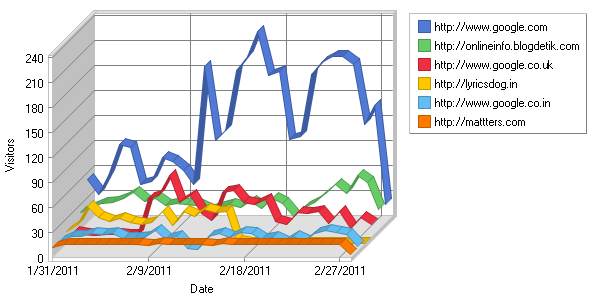 http://www.google.com
http://onlineinfo.blogdetik.com
http://www.google.co.uk
http://lyricsdog.in
http://www.google.co.in
http://mattters.com
Visitors
240
210
180
150
120
90
60
30
0
1/31/2011 2/9/2011 2/18/2011 2/27/2011
Date